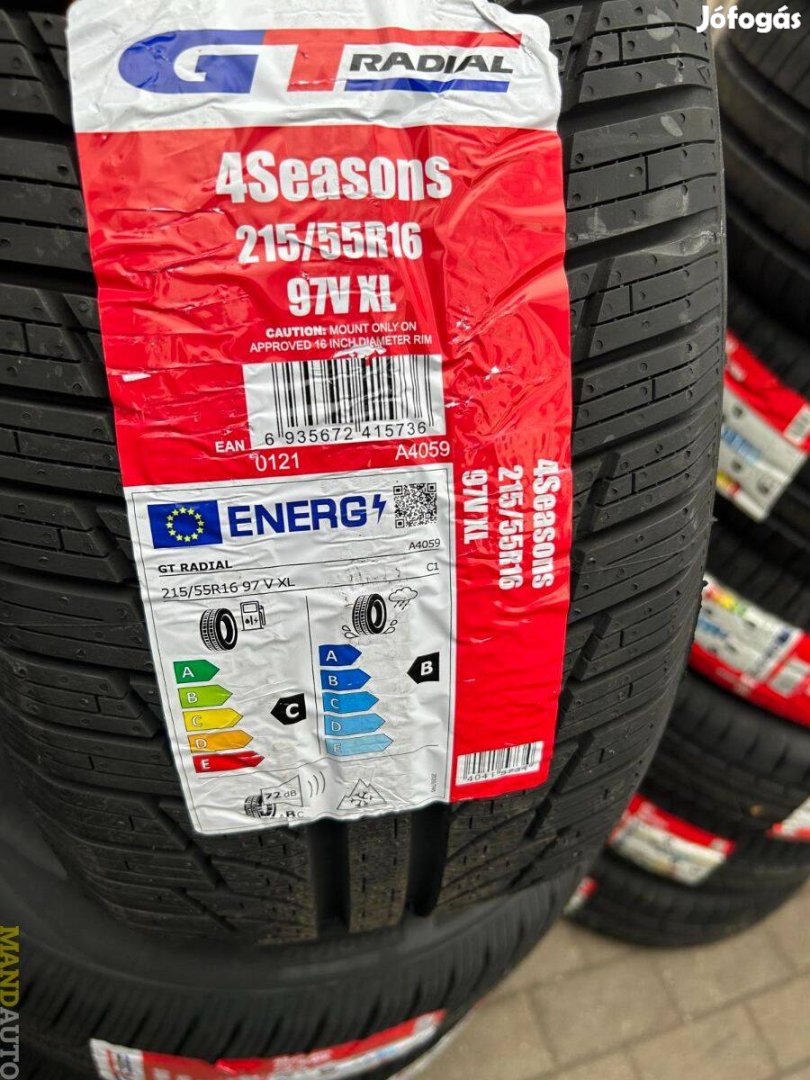 Jófogás
GT RADIAL
4Seasons
215/55R16
97V XL
CAUTION: MOUNT ONLY ON
APPROVED 16 INCH DIAMETER RIM
EAN
6 935672 415736
0121 A4059
ENERG
GT RADIAL A4059
215/55R16 97 V XL C1
A
B
C
D
E
C
A
B
C
D
E
B
72 dB
4Seasons
215/55R16
97V XL
MANDAUTO